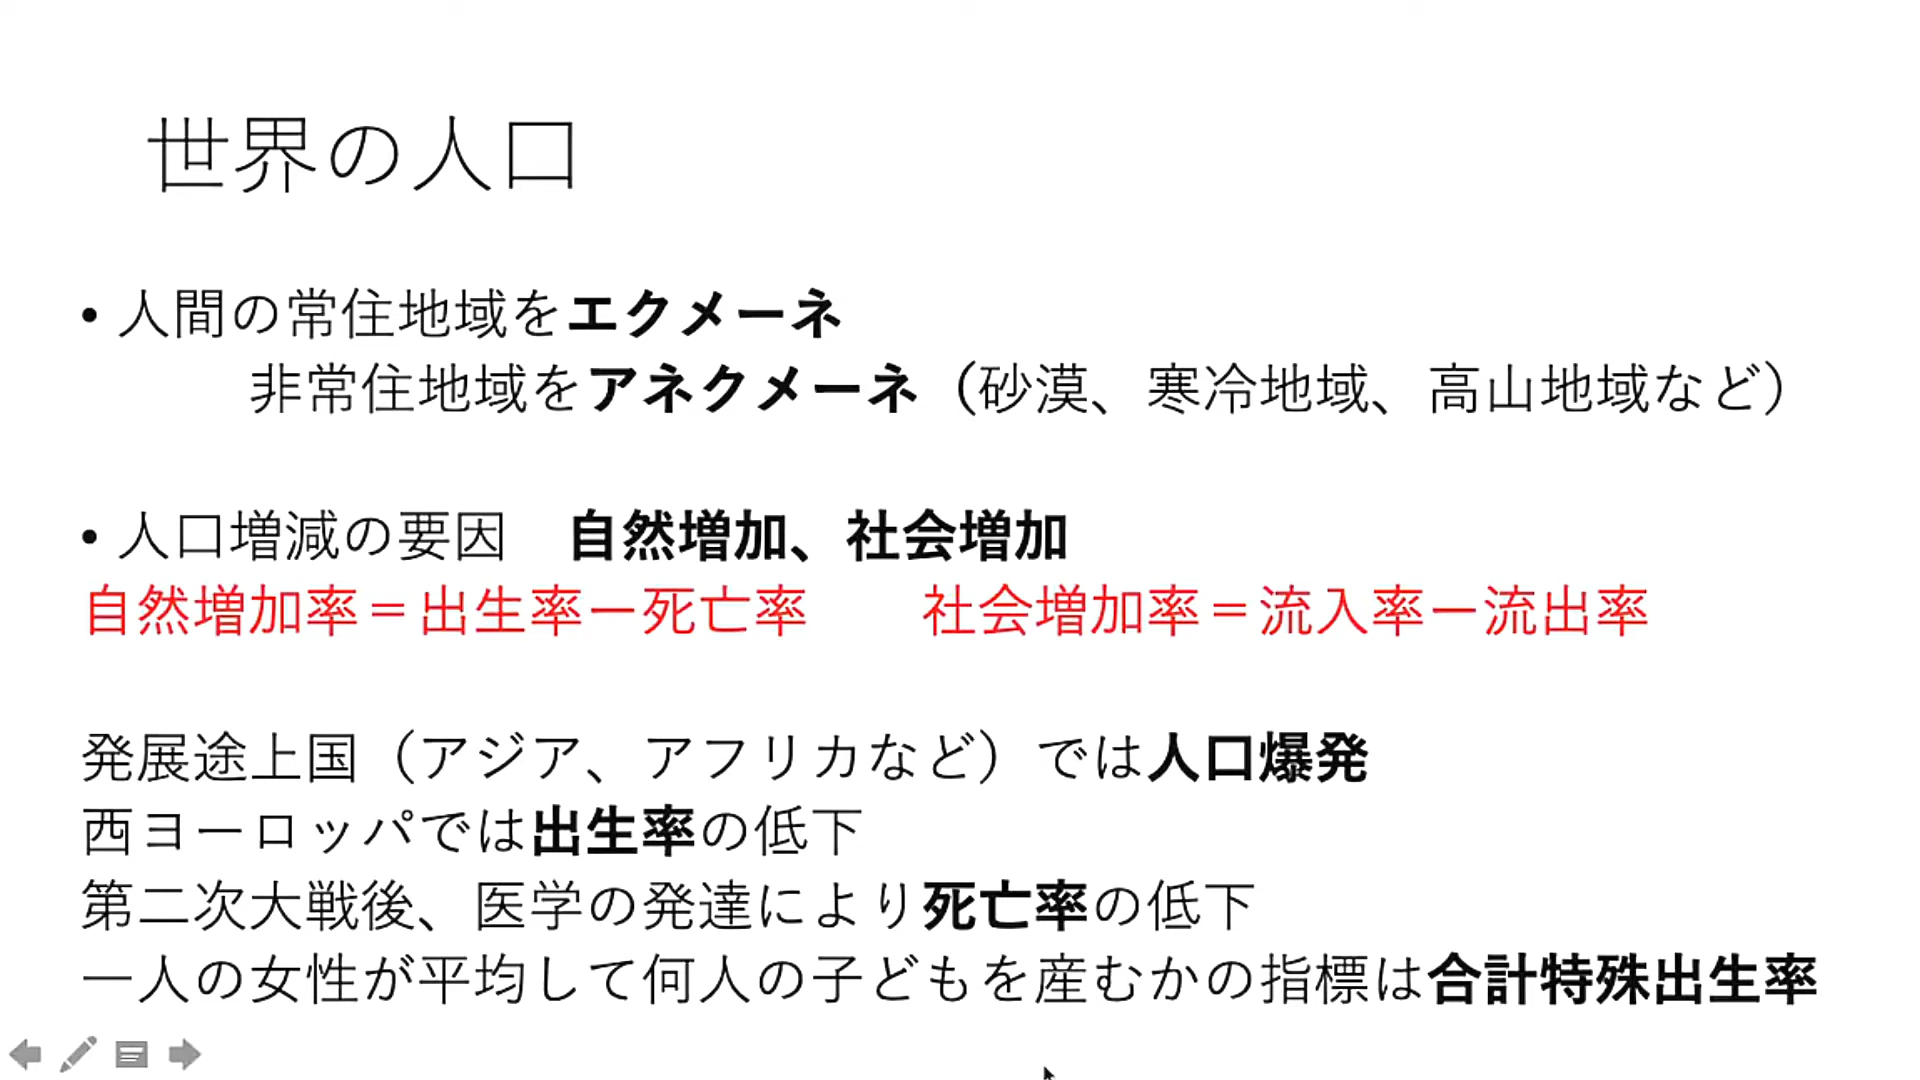 世界の人口
• 人間の常住地域をエクメーネ
非常住地域をアネクメーネ（砂漠、寒冷地域、高山地域など）
• 人口増減の要因　自然増加、社会増加
自然増加率＝出生率ー死亡率　　社会増加率＝流入率ー流出率
発展途上国（アジア、アフリカなど）では人口爆発
西ヨーロッパでは出生率の低下
第二次大戦後、医学の発達により死亡率の低下
一人の女性が平均して何人の子どもを産むかの指標は合計特殊出生率